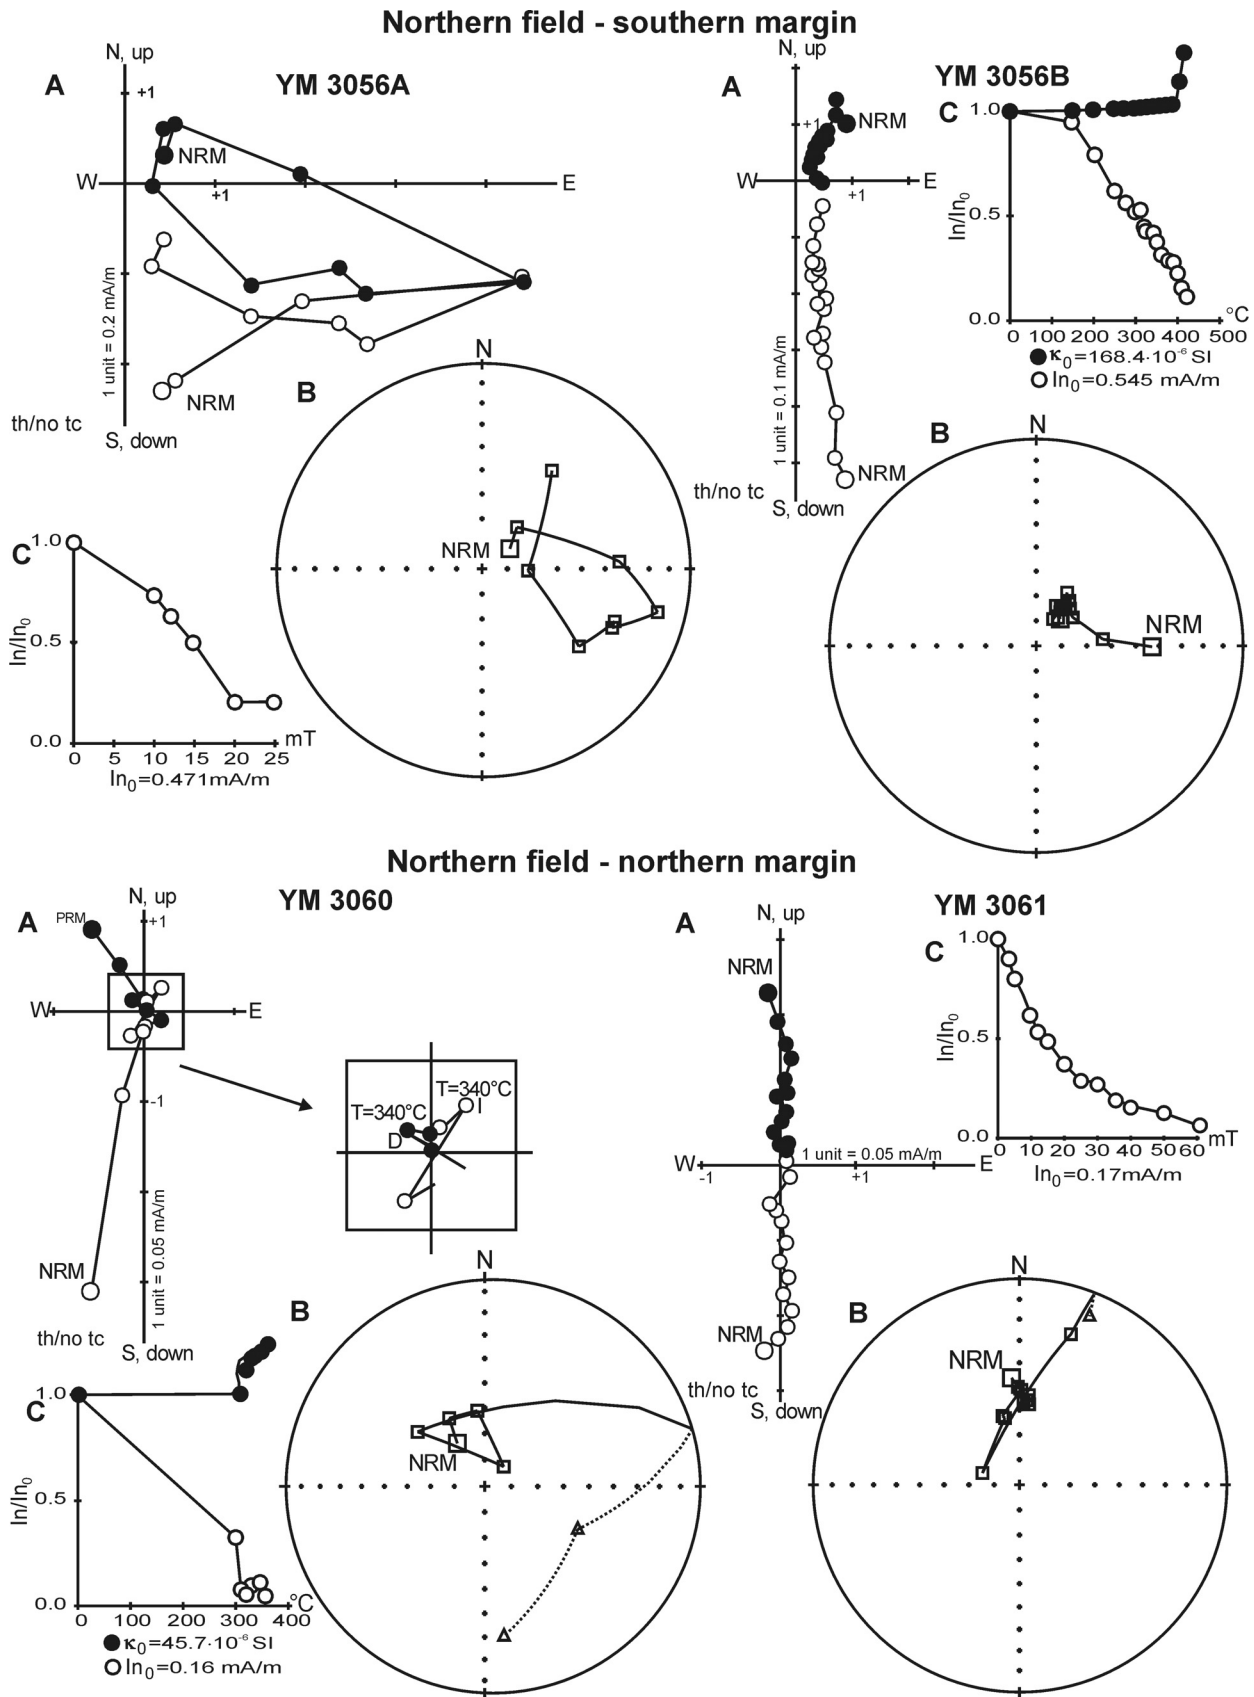 Northern field - southern margin
A
N, up
+1
YM 3056A
NRM
W
E
+1
1 unit = 0.2 mA/m
NRM
th/no tc
S, down
B
N
NRM
C
1.0
In/In0
0.5
0.0
0 5 10 15 20 25
mT
In0=0.471mA/m
A
N, up
+1
NRM
W
E
+1
1 unit = 0.1 mA/m
NRM
th/no tc
S, down
YM 3056B
C
1.0
In/In0
0.5
0.0
0 100 200 300 400 500
°C
κ0=168.4·10-6 SI
In0=0.545 mA/m
B
N
NRM
Northern field - northern margin
A
N, up
YM 3060
PRM
+1
W
E
-1
T=340°C
I
T=340°C
D
1 unit = 0.05 mA/m
NRM
th/no tc
S, down
C
1.0
In/In0
0.5
0.0
0 100 200 300 400
°C
κ0=45.7·10-6 SI
In0=0.16 mA/m
B
N
NRM
A
N, up
YM 3061
NRM
W
E
-1
+1
1 unit = 0.05 mA/m
NRM
th/no tc
S, down
C
1.0
In/In0
0.5
0.0
0 10 20 30 40 50 60
mT
In0=0.17mA/m
B
N
NRM